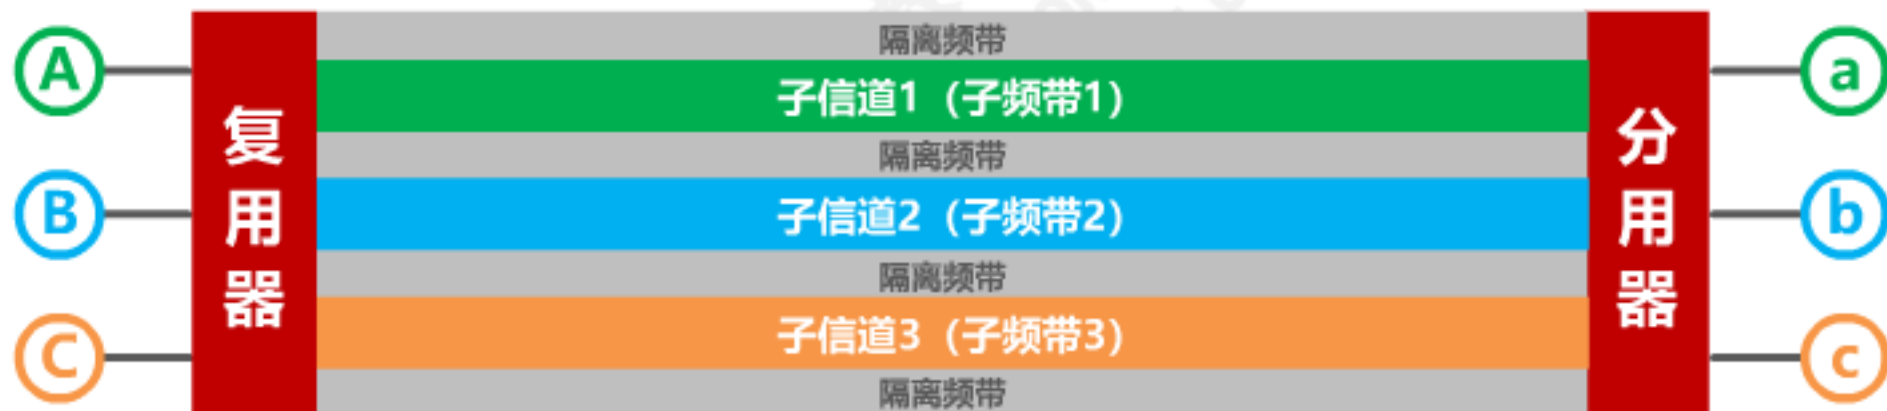 隔离频带
A
子信道1（子频带1）
a
复用器
隔离频带
分用器
B
子信道2（子频带2）
b
隔离频带
C
子信道3（子频带3）
c
隔离频带